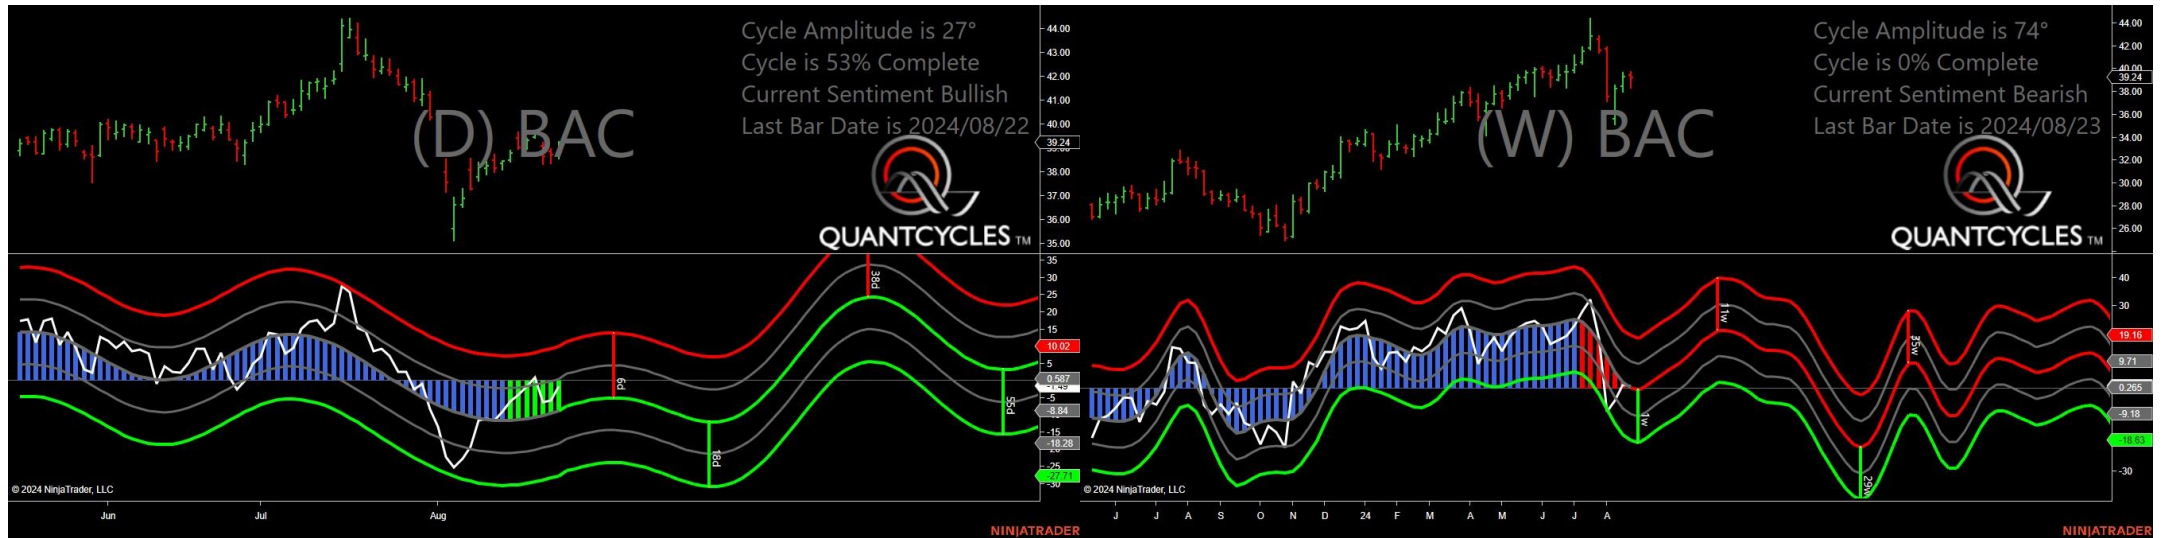 Cycle Amplitude is 27°
Cycle is 53% Complete
Current Sentiment Bullish
Last Bar Date is 2024/08/22
(D) BAC
QUANTCYCLES TM
44.00
43.00
42.00
41.00
40.00
39.24
38.00
37.00
36.00
35.00
35
30
25
20
15
10.02
5
0.587
-1.49
-5
-8.84
-15
-18.28
-25
-27.71
-30
6d
18d
38d
55d
© 2024 NinjaTrader, LLC
Jun
Jul
Aug
NINJATRADER
Cycle Amplitude is 74°
Cycle is 0% Complete
Current Sentiment Bearish
Last Bar Date is 2024/08/23
(W) BAC
QUANTCYCLES TM
44.00
42.00
40.00
39.24
38.00
36.00
34.00
32.00
30.00
28.00
26.00
40
30
19.16
9.71
0.265
-9.18
-18.63
-30
1w
11w
29w
35w
© 2024 NinjaTrader, LLC
J J A S O N D 24 F M A M J J A
NINJATRADER